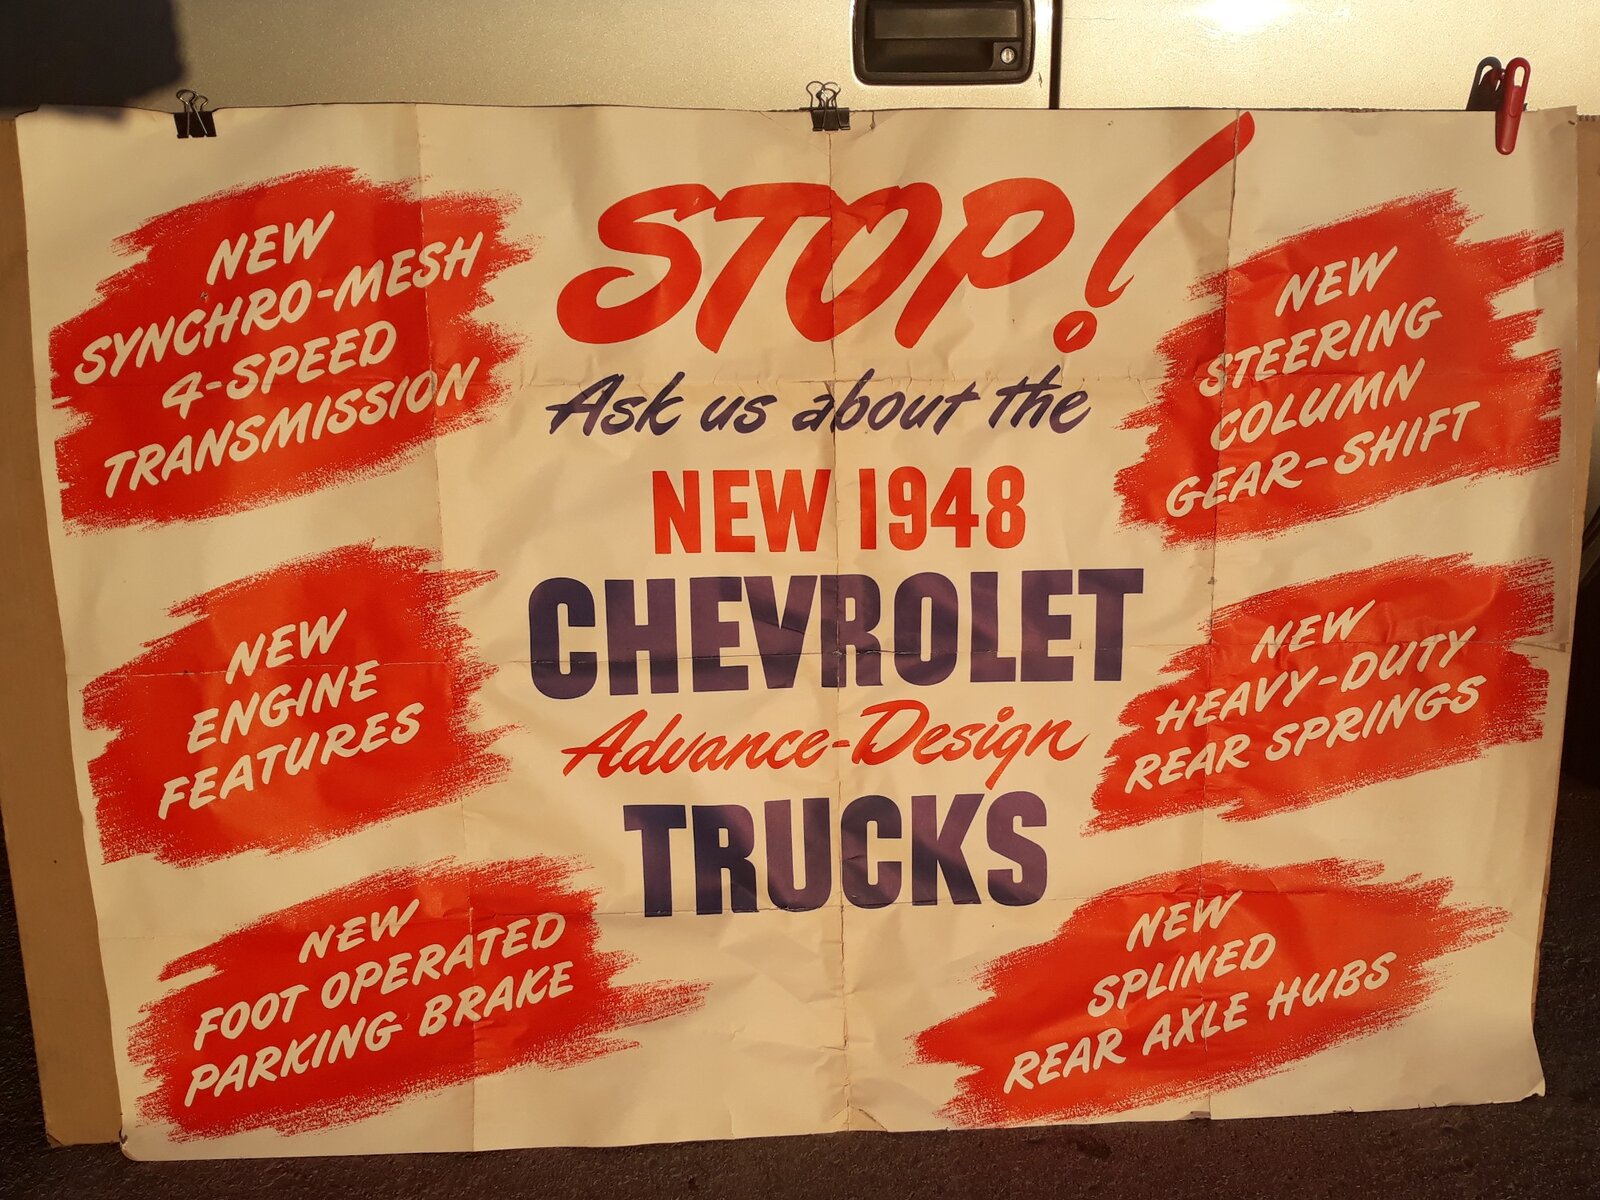 STOP!
Ask us about the
NEW 1948
CHEVROLET
Advance-Design
TRUCKS
NEW
SYNCHRO-MESH
4-SPEED
TRANSMISSION
NEW
ENGINE
FEATURES
NEW
FOOT OPERATED
PARKING BRAKE
NEW
STEERING
COLUMN
GEAR-SHIFT
NEW
HEAVY-DUTY
REAR SPRINGS
NEW
SPLINED
REAR AXLE HUBS